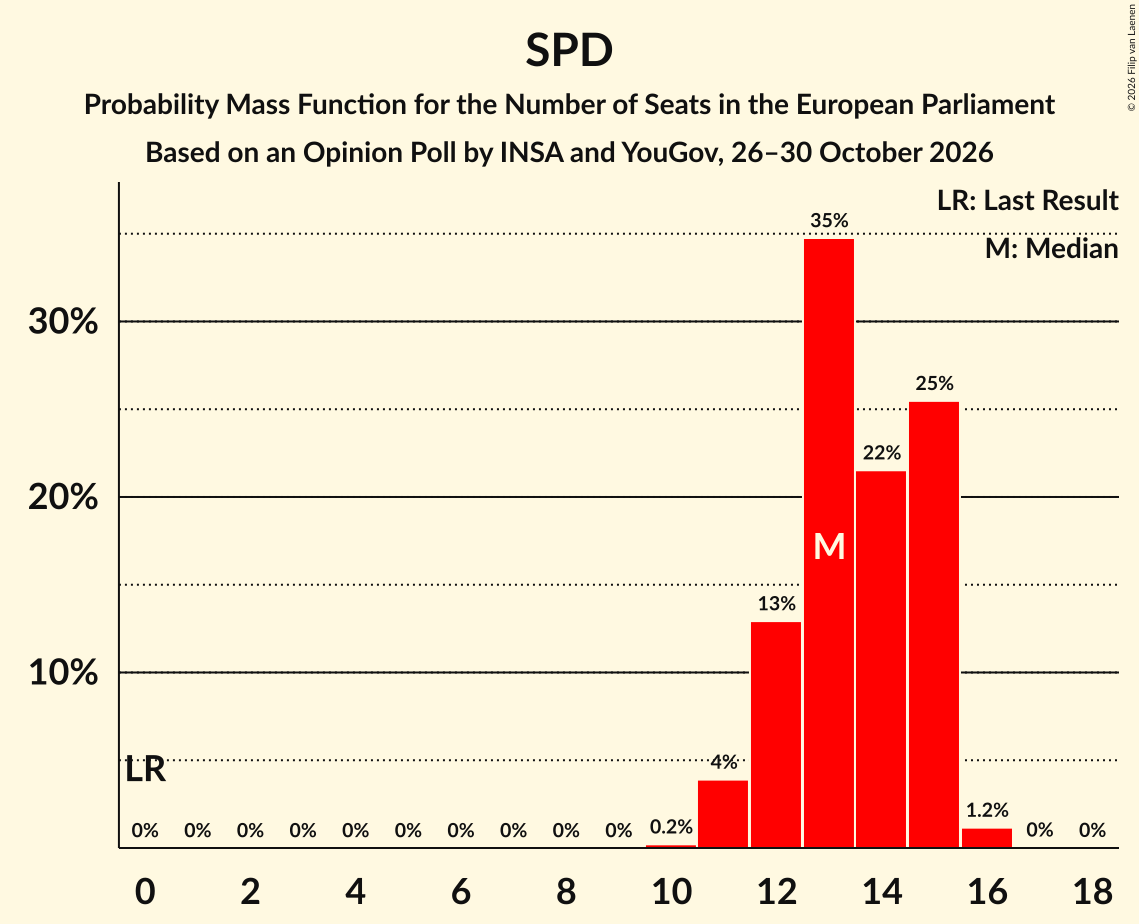 SPD
Probability Mass Function for the Number of Seats in the European Parliament
Based on an Opinion Poll by INSA and YouGov, 26–30 October 2026
© 2026 Filip van Laenen
LR: Last Result
M: Median
35%
30%
25%
22%
20%
M
13%
10%
LR
4%
0% 0% 0% 0% 0% 0% 0% 0% 0% 0% 0.2% 1.2% 0% 0%
0 2 4 6 8 10 12 14 16 18